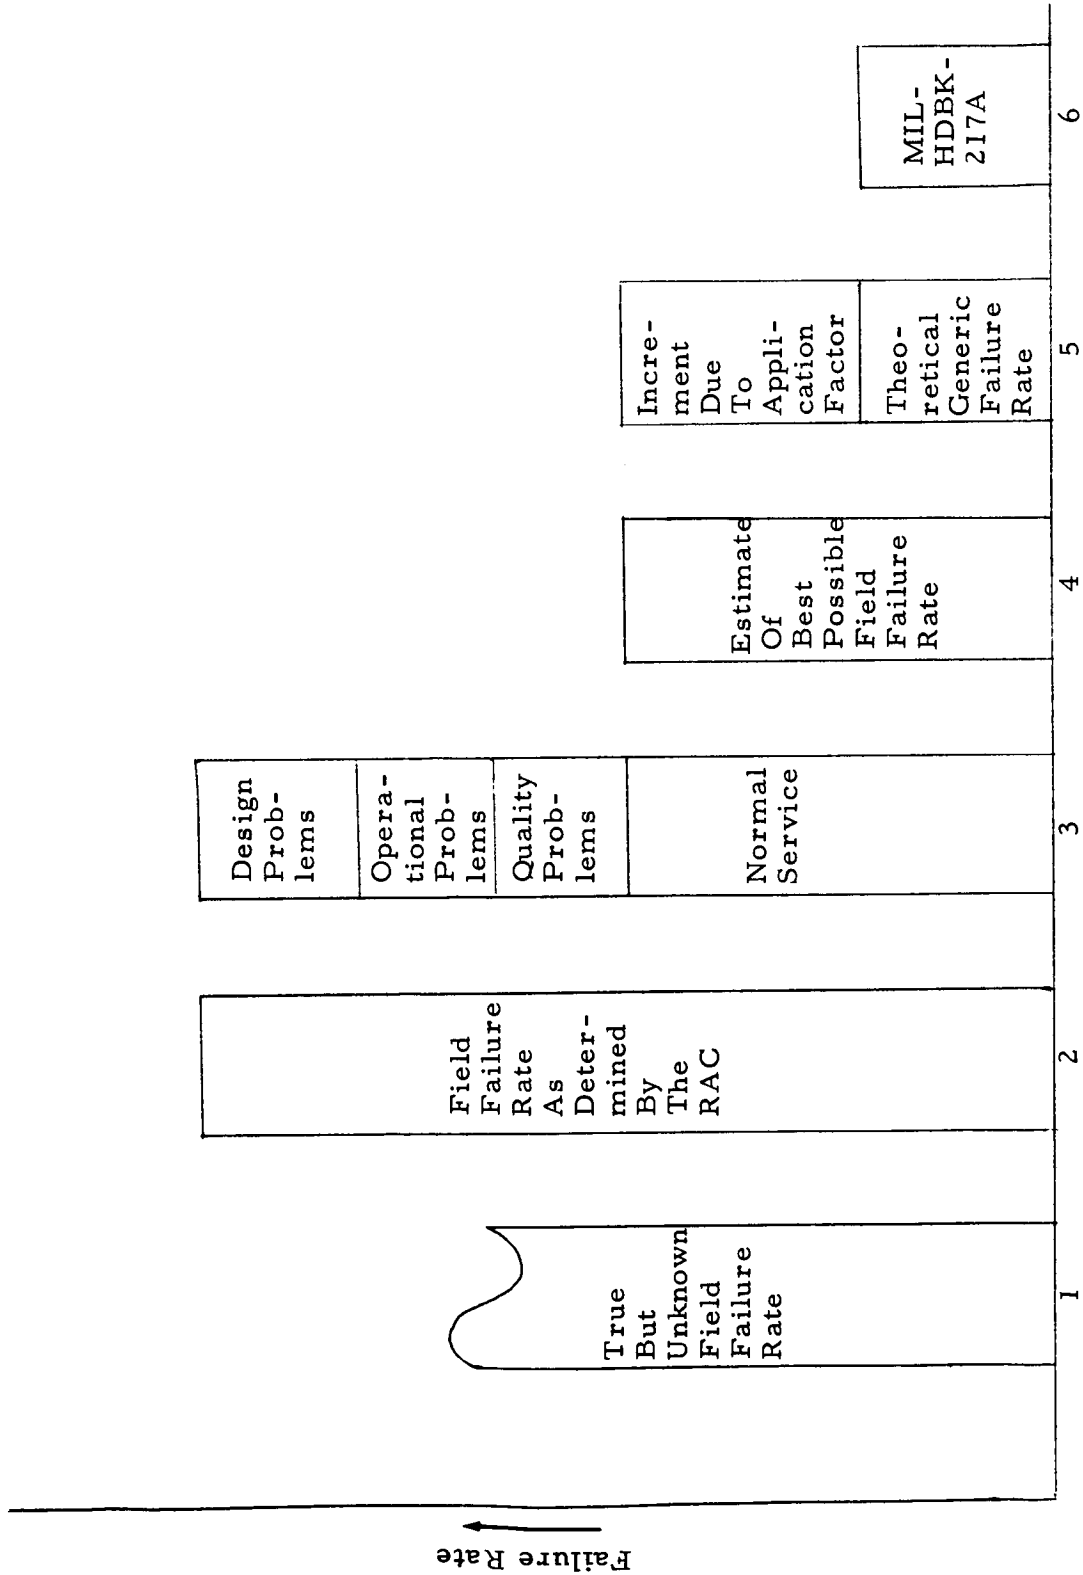 Failure Rate
True
But
Unknown
Field
Failure
Rate
1
Field
Failure
Rate
As
Deter-
mined
By
The
RAC
2
Design
Prob-
lems
Opera-
tional
Prob-
lems
Quality
Prob-
lems
Normal
Service
3
Estimate
Of
Best
Possible
Field
Failure
Rate
4
Incre-
ment
Due
To
Appli-
cation
Factor
Theo-
retical
Generic
Failure
Rate
5
MIL-
HDBK-
217A
6